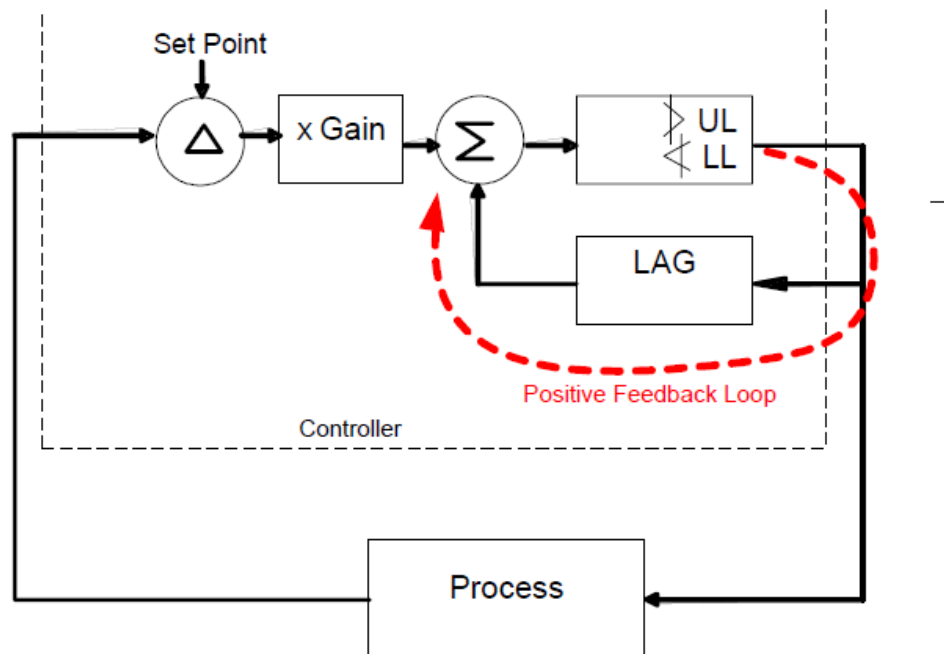 Set Point
Δ
x Gain
Σ
> UL
< LL
LAG
Positive Feedback Loop
Controller
Process